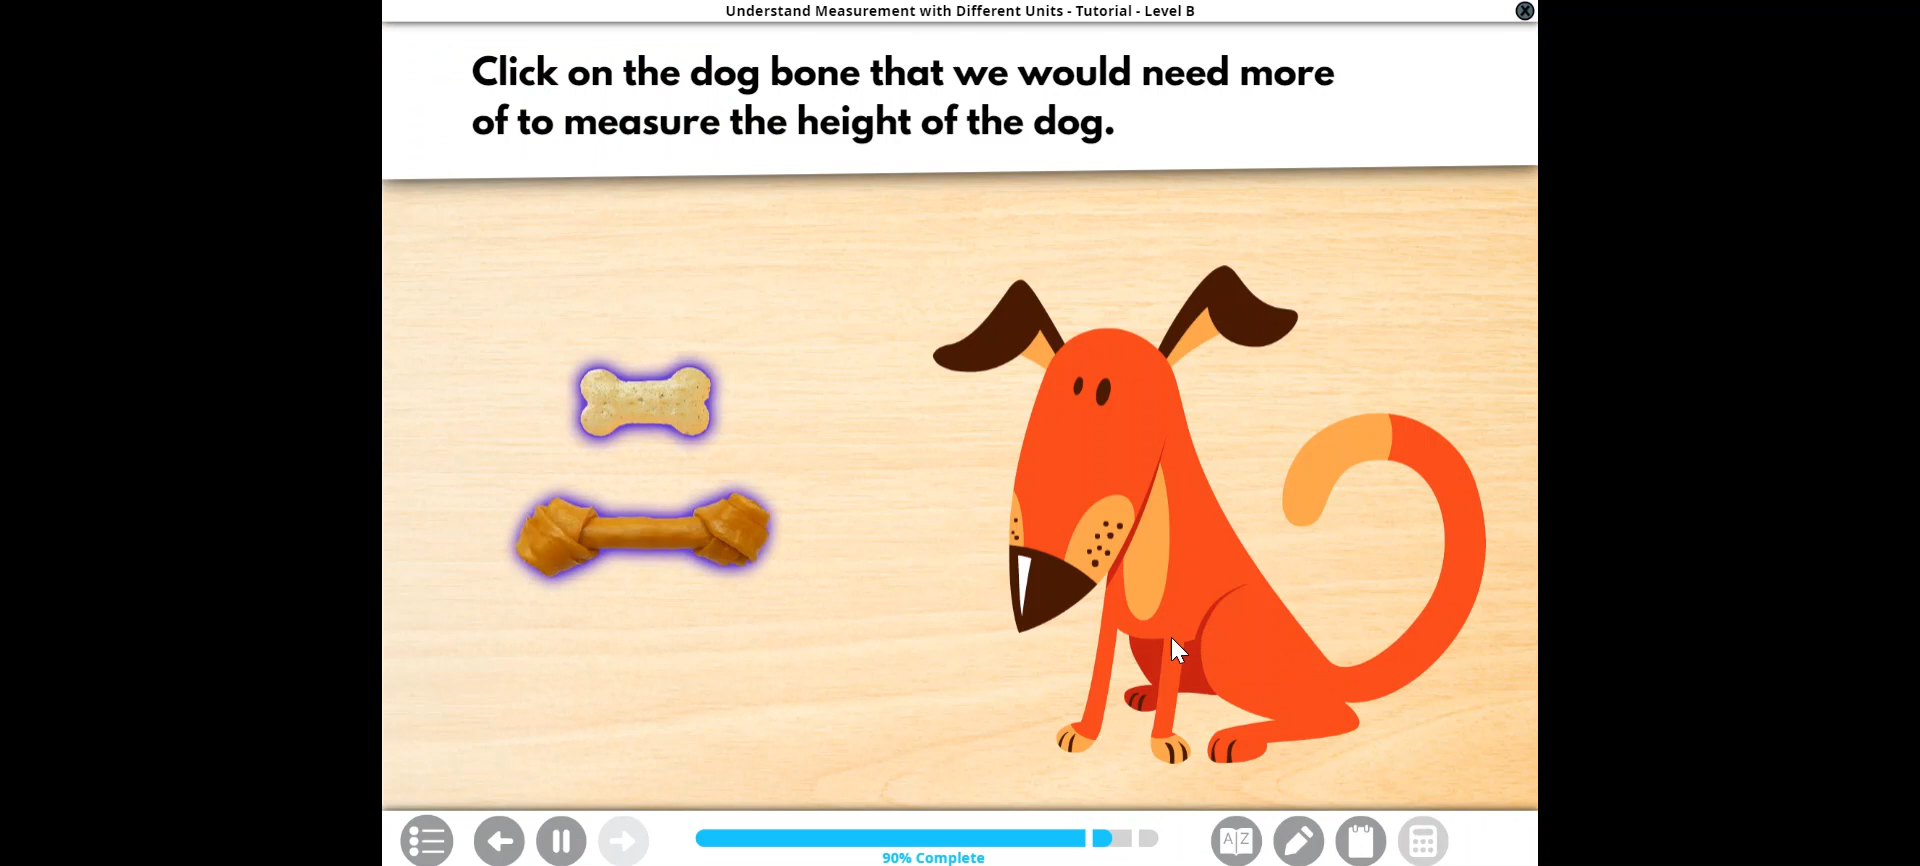 Understand Measurement with Different Units - Tutorial - Level B
Click on the dog bone that we would need more
of to measure the height of the dog.
90% Complete
A|Z